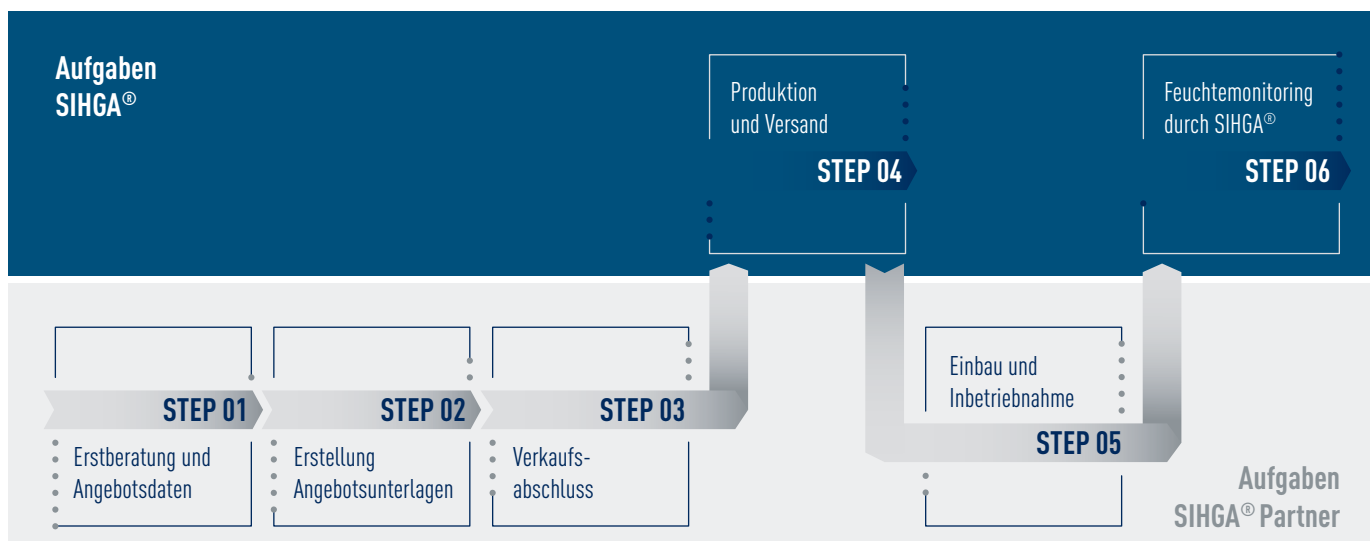 Aufgaben
SIHGA®
Produktion
und Versand
STEP 04
Feuchtemonitoring
durch SIHGA®
STEP 06
STEP 01
Erstberatung und
Angebotsdaten
STEP 02
Erstellung
Angebotsunterlagen
STEP 03
Verkaufs-
abschluss
Einbau und
Inbetriebnahme
STEP 05
Aufgaben
SIHGA® Partner